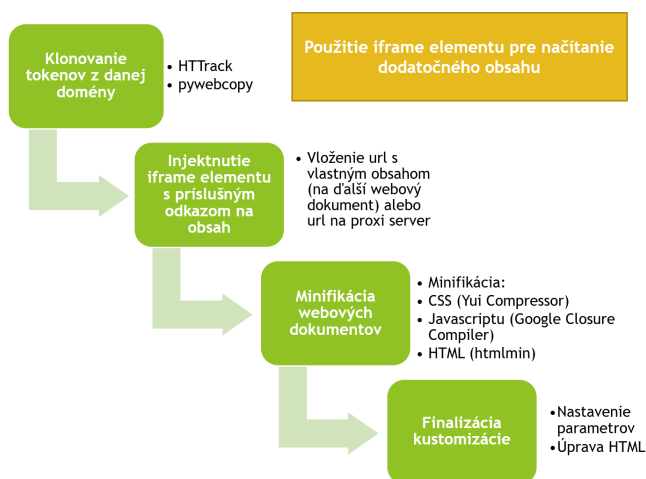 Použitie iframe elementu pre načítanie
dodatočného obsahu
Klonovanie
tokenov z danej
domény
• HTTrack
• pywebcopy
Injektnutie
iframe elementu
s príslušným
odkazom na
obsah
• Vloženie url s
vlastným obsahom
(na ďalší webový
dokument) alebo
url na proxi server
Minifikácia
webových
dokumentov
• Minifikácia:
• CSS (Yui Compressor)
• Javascriptu (Google Closure
Compiler)
• HTML (htmlmin)
Finalizácia
kustomizácie
•Nastavenie
parametrov
•Úprava HTML